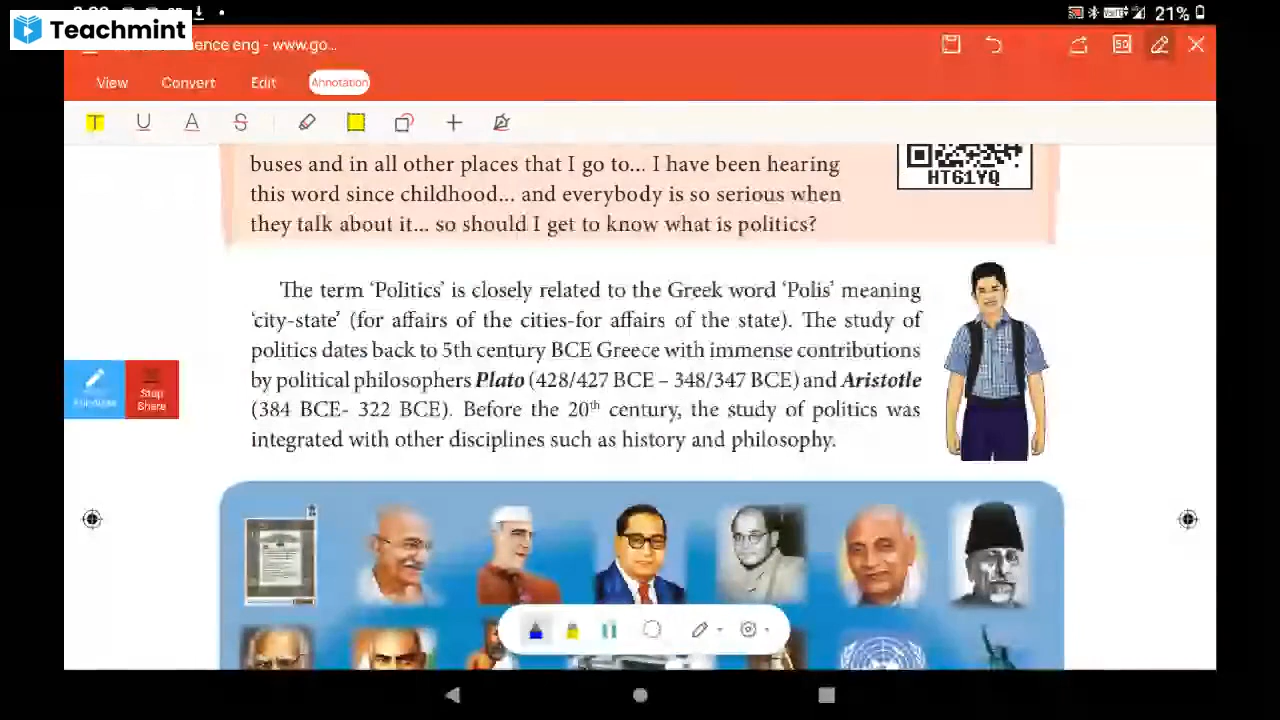 Teachmint
21%
ience eng - www.go...
50
View Convert Edit Annotation
T U A S
buses and in all other places that I go to... I have been hearing
this word since childhood... and everybody is so serious when
they talk about it... so should I get to know what is politics?
HT61YQ
The term ‘Politics’ is closely related to the Greek word ‘Polis’ meaning
‘city-state’ (for affairs of the cities-for affairs of the state). The study of
politics dates back to 5th century BCE Greece with immense contributions
by political philosophers Plato (428/427 BCE – 348/347 BCE) and Aristotle
(384 BCE- 322 BCE). Before the 20th century, the study of politics was
integrated with other disciplines such as history and philosophy.
Stop
Share